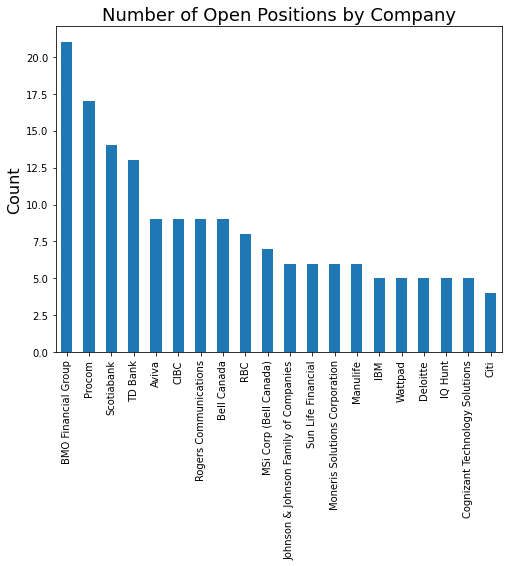 Number of Open Positions by Company
Count
20.0
17.5
15.0
12.5
10.0
7.5
5.0
2.5
0.0
BMO Financial Group
Procom
Scotiabank
TD Bank
Aviva
CIBC
Rogers Communications
Bell Canada
RBC
MSi Corp (Bell Canada)
Johnson & Johnson Family of Companies
Sun Life Financial
Moneris Solutions Corporation
Manulife
IBM
Wattpad
Deloitte
IQ Hunt
Cognizant Technology Solutions
Citi